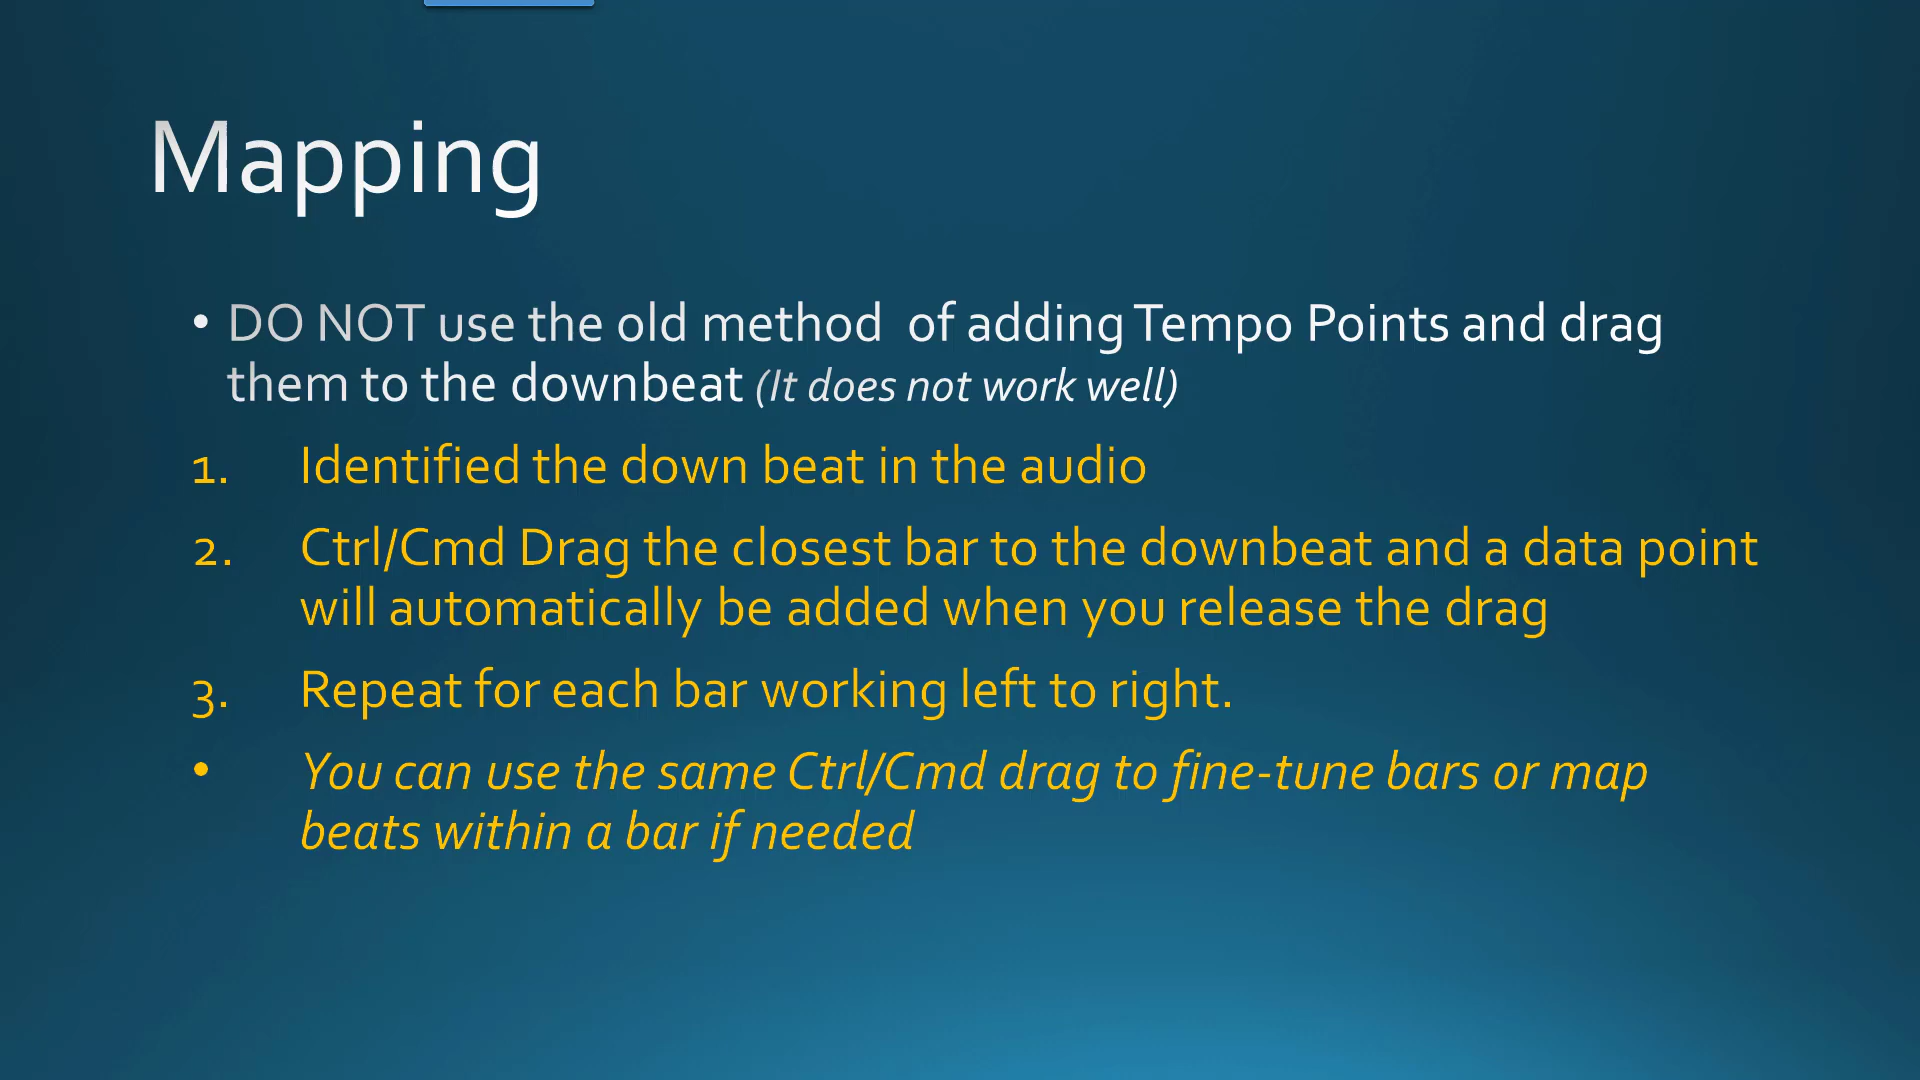 Mapping
• DO NOT use the old method  of adding Tempo Points and drag
them to the downbeat (It does not work well)
1. Identified the down beat in the audio
2. Ctrl/Cmd Drag the closest bar to the downbeat and a data point
will automatically be added when you release the drag
3. Repeat for each bar working left to right.
• You can use the same Ctrl/Cmd drag to fine-tune bars or map
beats within a bar if needed